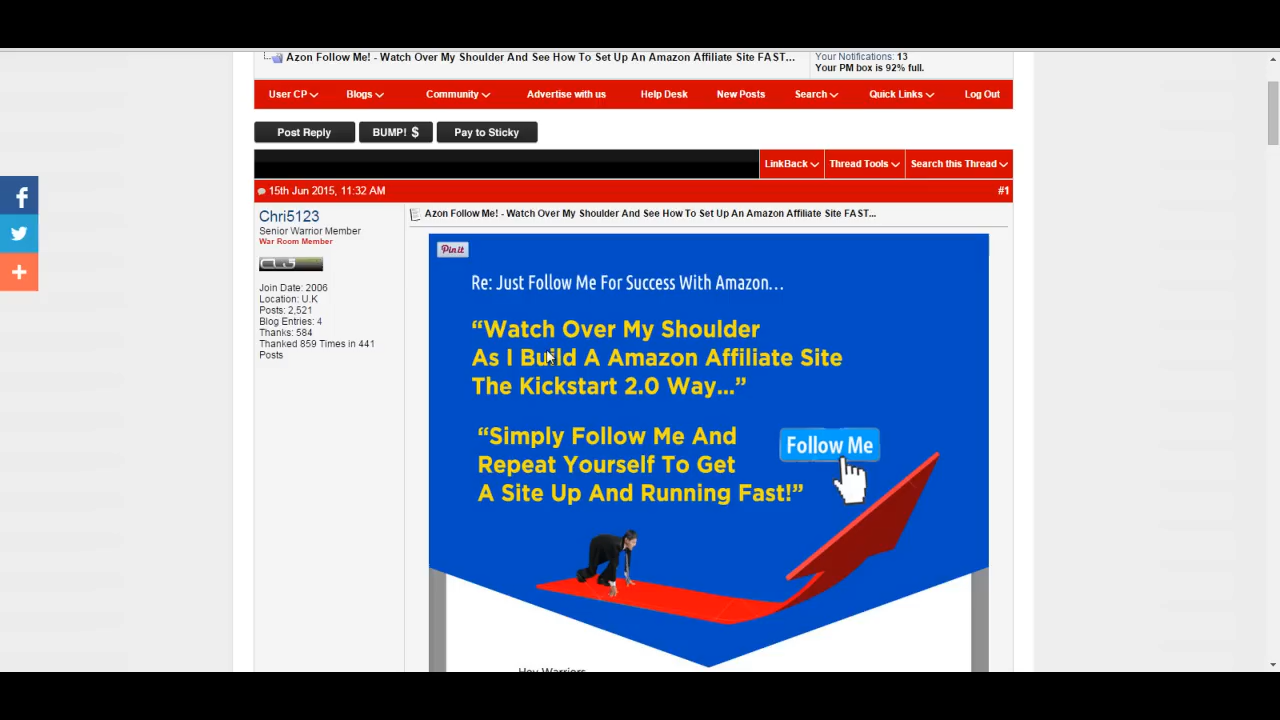 Azon Follow Me! - Watch Over My Shoulder And See How To Set Up An Amazon Affiliate Site FAST...
Your Notifications: 13
Your PM box is 92% full.
User CP Blogs Community Advertise with us Help Desk New Posts Search Quick Links Log Out
Post Reply BUMP! $ Pay to Sticky
LinkBack Thread Tools Search this Thread
15th Jun 2015, 11:32 AM #1
Chri5123
Senior Warrior Member
War Room Member
Join Date: 2006
Location: U.K
Posts: 2,521
Blog Entries: 4
Thanks: 584
Thanked 859 Times in 441
Posts
Azon Follow Me! - Watch Over My Shoulder And See How To Set Up An Amazon Affiliate Site FAST...
Pin it
Re: Just Follow Me For Success With Amazon...
“Watch Over My Shoulder
As I Build A Amazon Affiliate Site
The Kickstart 2.0 Way...”
“Simply Follow Me And
Repeat Yourself To Get
A Site Up And Running Fast!”
Follow Me
Hey Warriors